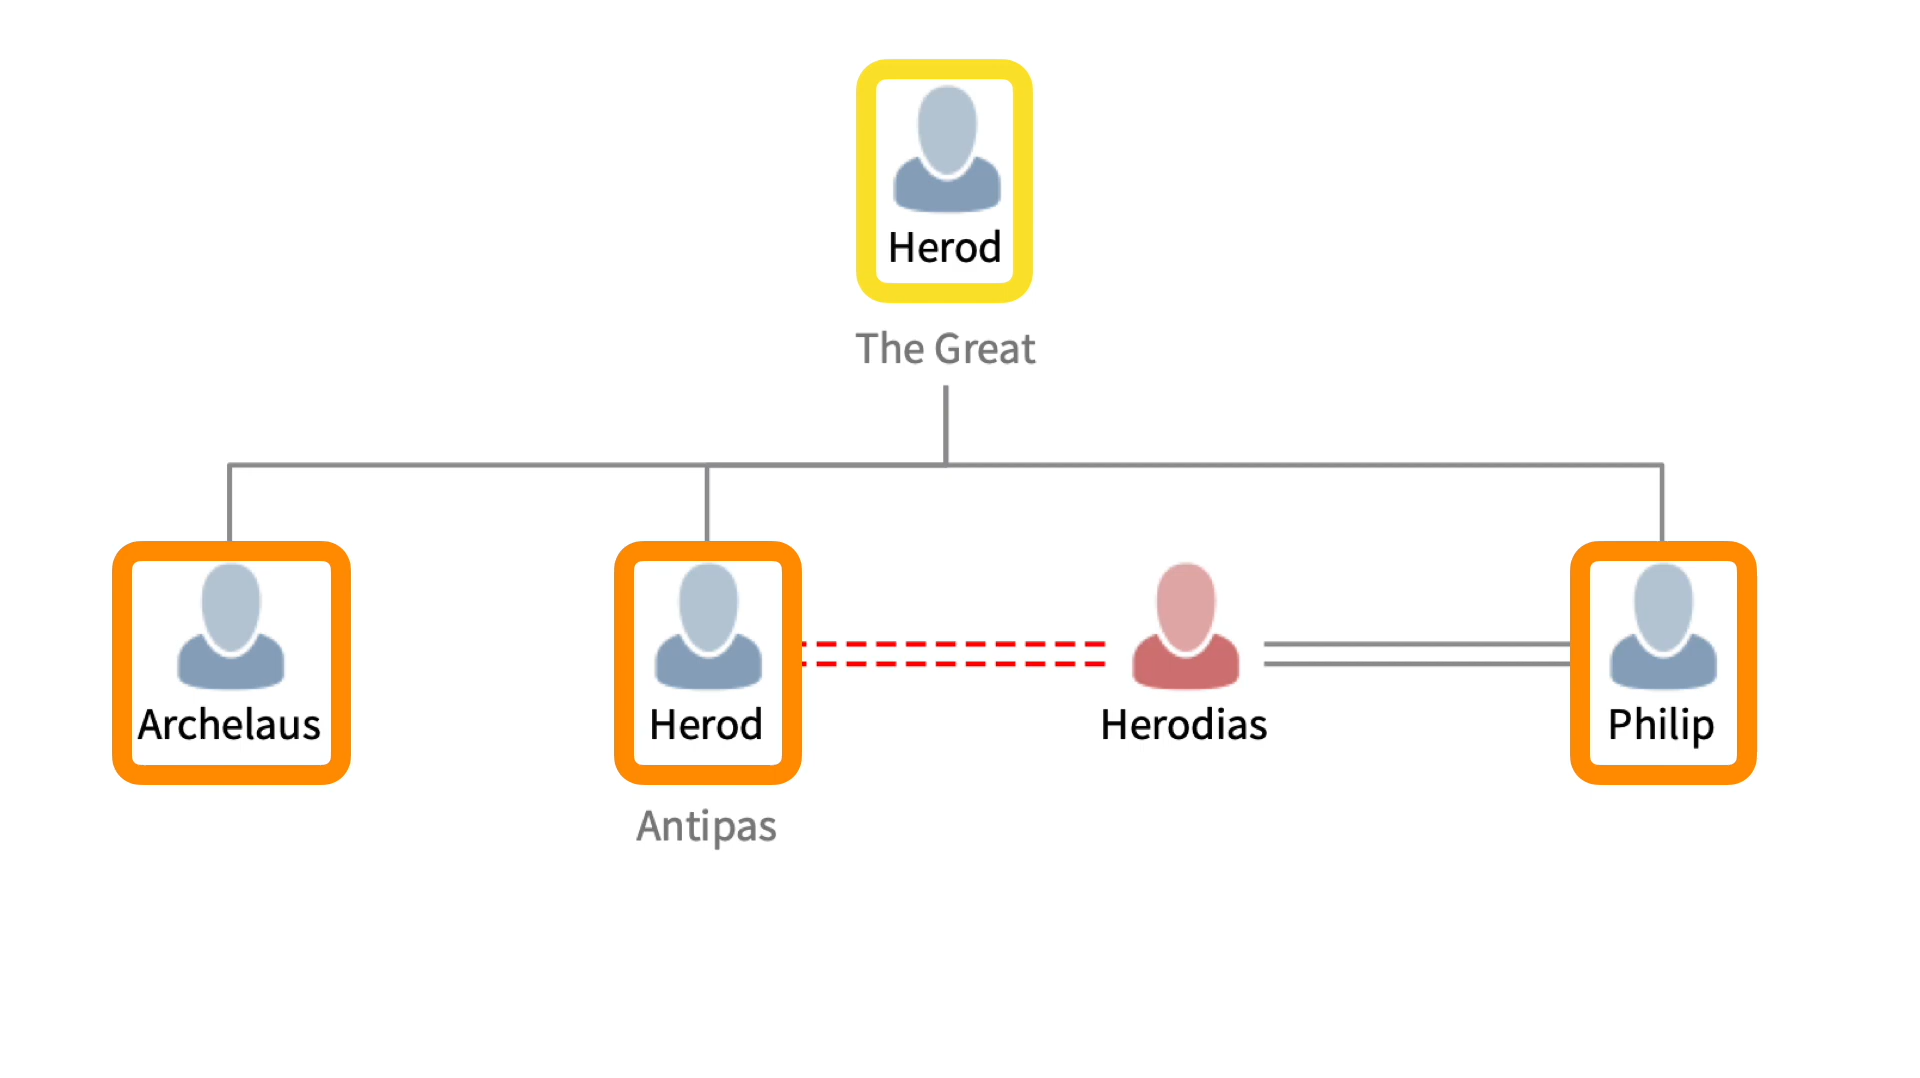 Herod
The Great
Archelaus
Herod
Herodias
Philip
Antipas